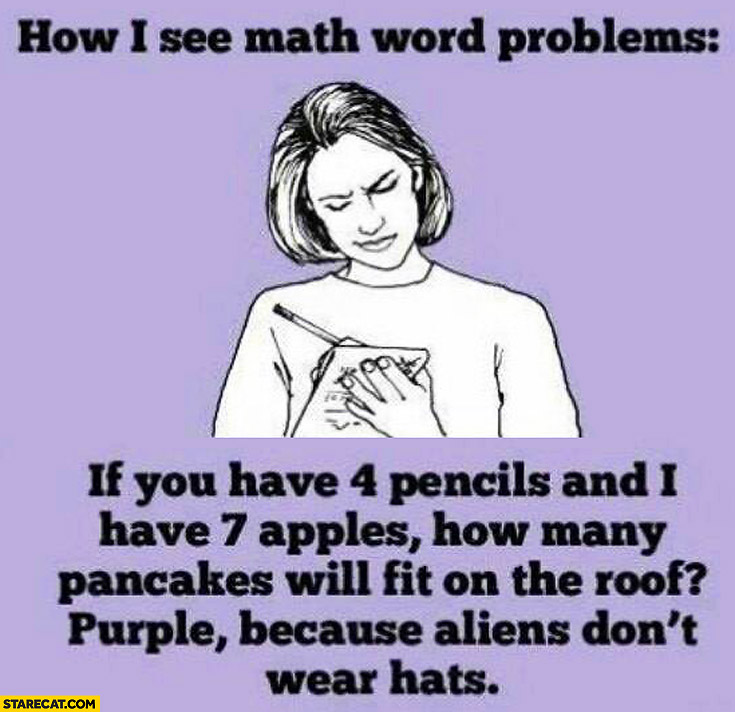 How I see math word problems:
If you have 4 pencils and I
have 7 apples, how many
pancakes will fit on the roof?
Purple, because aliens don't
wear hats.
STARECAT.COM